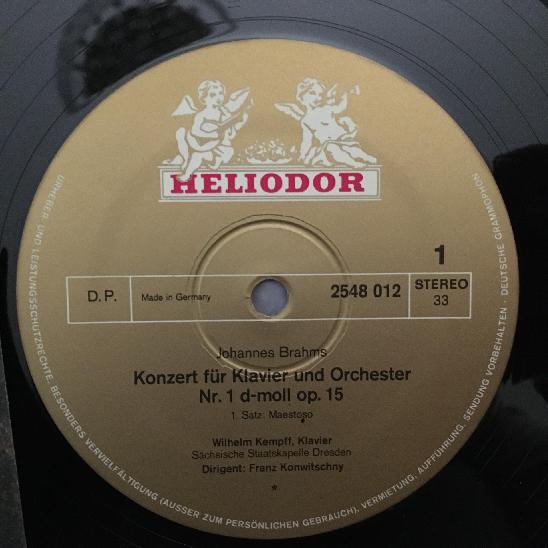 HELIODOR
1
D.P.
Made in Germany
2548 012
STEREO
33
Johannes Brahms
Konzert für Klavier und Orchester
Nr. 1 d-moll op. 15
1. Satz: Maestoso
Wilhelm Kempff, Klavier
Sächsische Staatskapelle Dresden
Dirigent: Franz Konwitschny
*
URHEBER- UND LEISTUNGSSCHUTZRECHTE, BESONDERS VERVIELFÄLTIGUNG (AUSSER ZUM PERSÖNLICHEN GEBRAUCH), VERMIETUNG, AUFFÜHRUNG, SENDUNG VORBEHALTEN · DEUTSCHE GRAMMOPHON